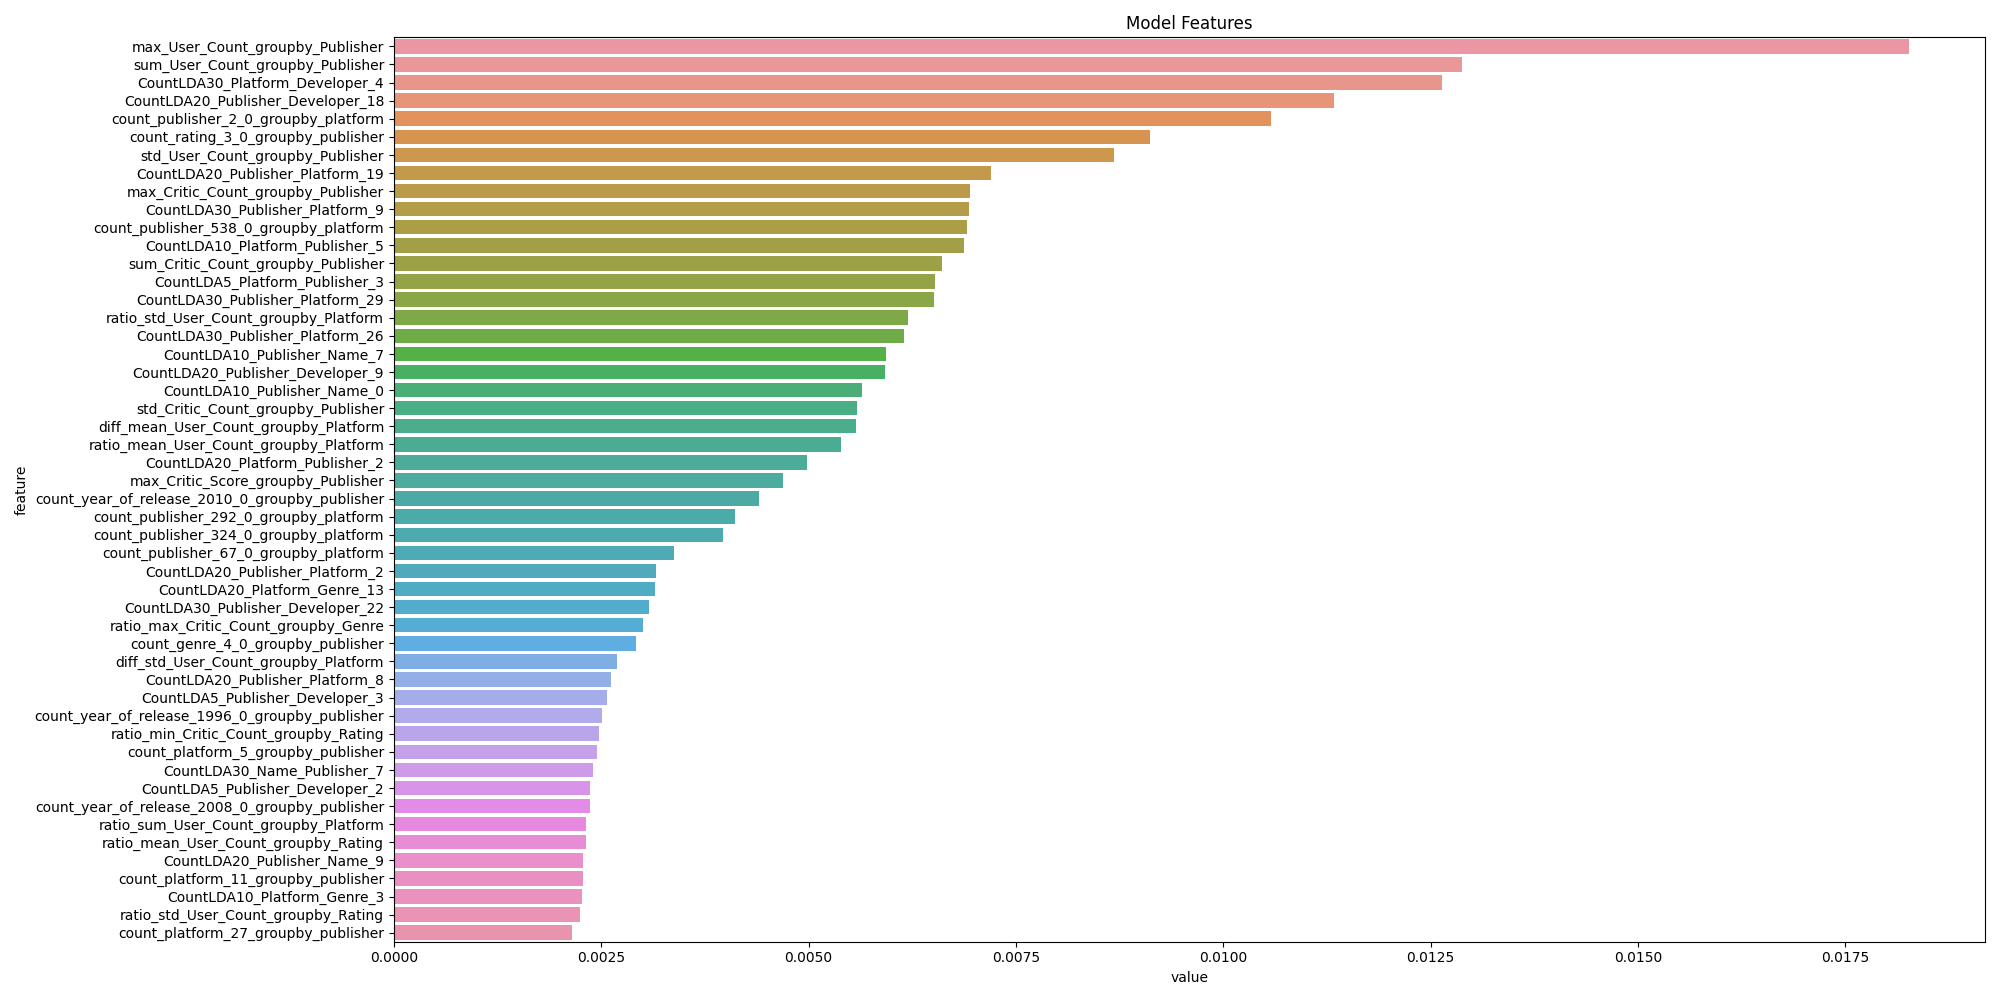 Model Features
max_User_Count_groupby_Publisher
sum_User_Count_groupby_Publisher
CountLDA30_Platform_Developer_4
CountLDA20_Publisher_Developer_18
count_publisher_2_0_groupby_platform
count_rating_3_0_groupby_publisher
std_User_Count_groupby_Publisher
CountLDA20_Publisher_Platform_19
max_Critic_Count_groupby_Publisher
CountLDA30_Publisher_Platform_9
count_publisher_538_0_groupby_platform
CountLDA10_Platform_Publisher_5
sum_Critic_Count_groupby_Publisher
CountLDA5_Platform_Publisher_3
CountLDA30_Publisher_Platform_29
ratio_std_User_Count_groupby_Platform
CountLDA30_Publisher_Platform_26
CountLDA10_Publisher_Name_7
CountLDA20_Publisher_Developer_9
CountLDA10_Publisher_Name_0
std_Critic_Count_groupby_Publisher
diff_mean_User_Count_groupby_Platform
ratio_mean_User_Count_groupby_Platform
CountLDA20_Platform_Publisher_2
max_Critic_Score_groupby_Publisher
count_year_of_release_2010_0_groupby_publisher
count_publisher_292_0_groupby_platform
count_publisher_324_0_groupby_platform
count_publisher_67_0_groupby_platform
CountLDA20_Publisher_Platform_2
CountLDA20_Platform_Genre_13
CountLDA30_Publisher_Developer_22
ratio_max_Critic_Count_groupby_Genre
count_genre_4_0_groupby_publisher
diff_std_User_Count_groupby_Platform
CountLDA20_Publisher_Platform_8
CountLDA5_Publisher_Developer_3
count_year_of_release_1996_0_groupby_publisher
ratio_min_Critic_Count_groupby_Rating
count_platform_5_groupby_publisher
CountLDA30_Name_Publisher_7
CountLDA5_Publisher_Developer_2
count_year_of_release_2008_0_groupby_publisher
ratio_sum_User_Count_groupby_Platform
ratio_mean_User_Count_groupby_Rating
CountLDA20_Publisher_Name_9
count_platform_11_groupby_publisher
CountLDA10_Platform_Genre_3
ratio_std_User_Count_groupby_Rating
count_platform_27_groupby_publisher
feature
0.0000 0.0025 0.0050 0.0075 0.0100 0.0125 0.0150 0.0175
value